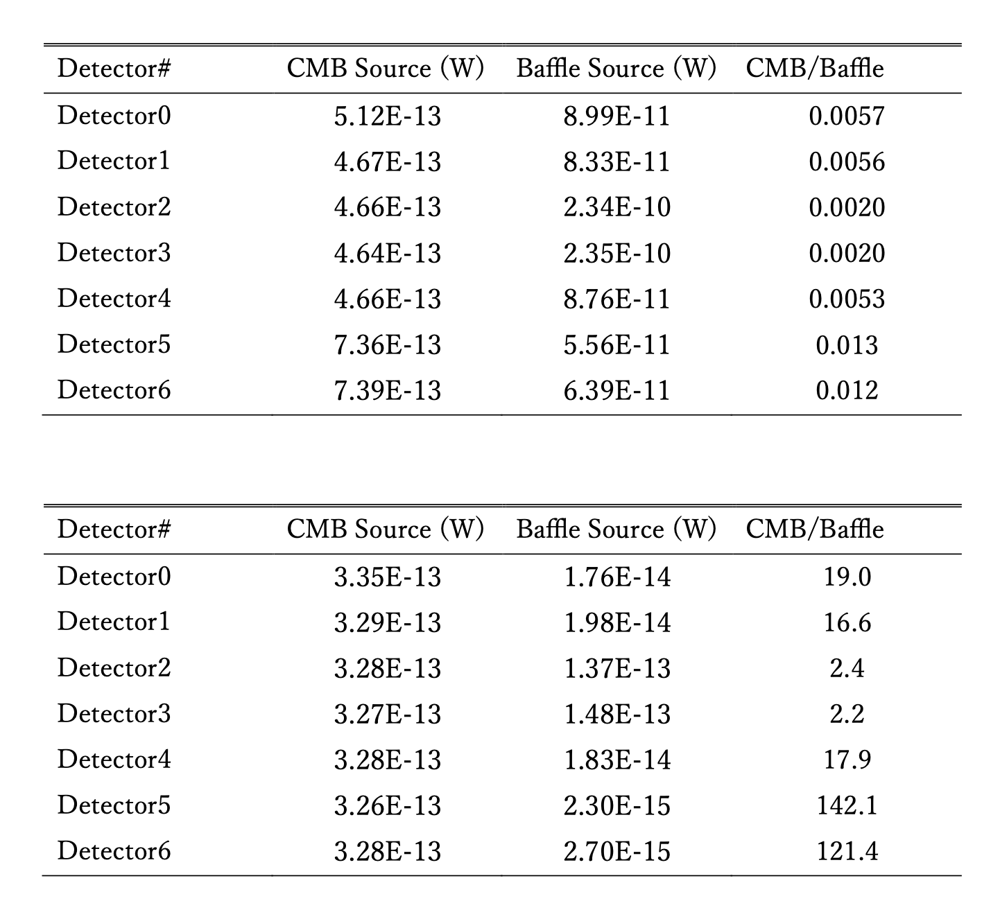 Detector# CMB Source (W) Baffle Source (W) CMB/Baffle
Detector0 5.12E-13 8.99E-11 0.0057
Detector1 4.67E-13 8.33E-11 0.0056
Detector2 4.66E-13 2.34E-10 0.0020
Detector3 4.64E-13 2.35E-10 0.0020
Detector4 4.66E-13 8.76E-11 0.0053
Detector5 7.36E-13 5.56E-11 0.013
Detector6 7.39E-13 6.39E-11 0.012
Detector# CMB Source (W) Baffle Source (W) CMB/Baffle
Detector0 3.35E-13 1.76E-14 19.0
Detector1 3.29E-13 1.98E-14 16.6
Detector2 3.28E-13 1.37E-13 2.4
Detector3 3.27E-13 1.48E-13 2.2
Detector4 3.28E-13 1.83E-14 17.9
Detector5 3.26E-13 2.30E-15 142.1
Detector6 3.28E-13 2.70E-15 121.4